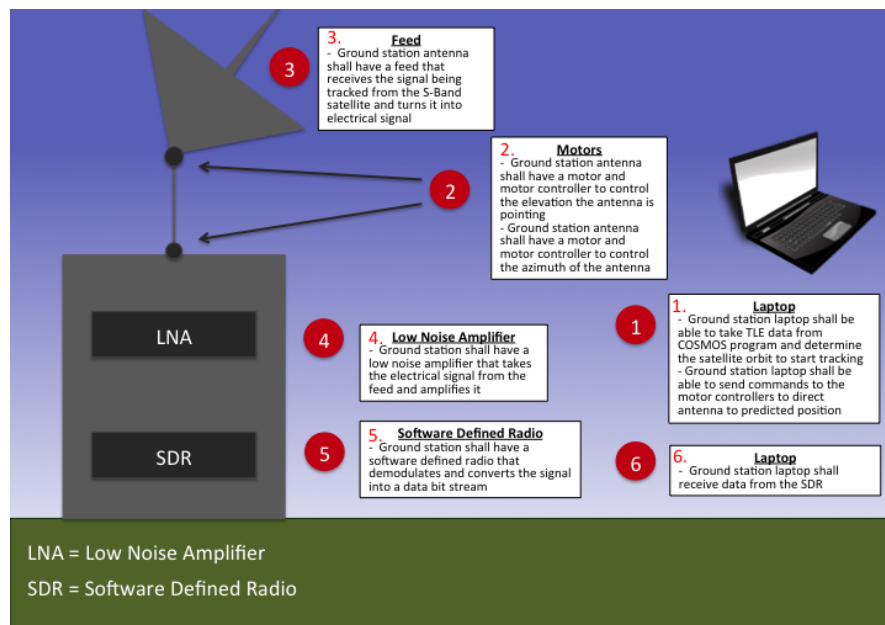 3. Feed
- Ground station antenna
shall have a feed that
receives the signal being
tracked from the S-Band
satellite and turns it into
electrical signal
3
2. Motors
- Ground station antenna
shall have a motor and
motor controller to control
the elevation the antenna is
pointing
- Ground station antenna
shall have a motor and
motor controller to control
the azimuth of the antenna
2
1. Laptop
- Ground station laptop shall be
able to take TLE data from
COSMOS program and determine
the satellite orbit to start tracking
- Ground station laptop shall be
able to send commands to the
motor controllers to direct
antenna to predicted position
1
LNA
4
4. Low Noise Amplifier
- Ground station shall have a
low noise amplifier that takes
the electrical signal from the
feed and amplifies it
SDR
5
5. Software Defined Radio
- Ground station shall have a
software defined radio that
demodulates and converts the signal
into a data bit stream
6
6. Laptop
- Ground station laptop shall
receive data from the SDR
LNA = Low Noise Amplifier
SDR = Software Defined Radio